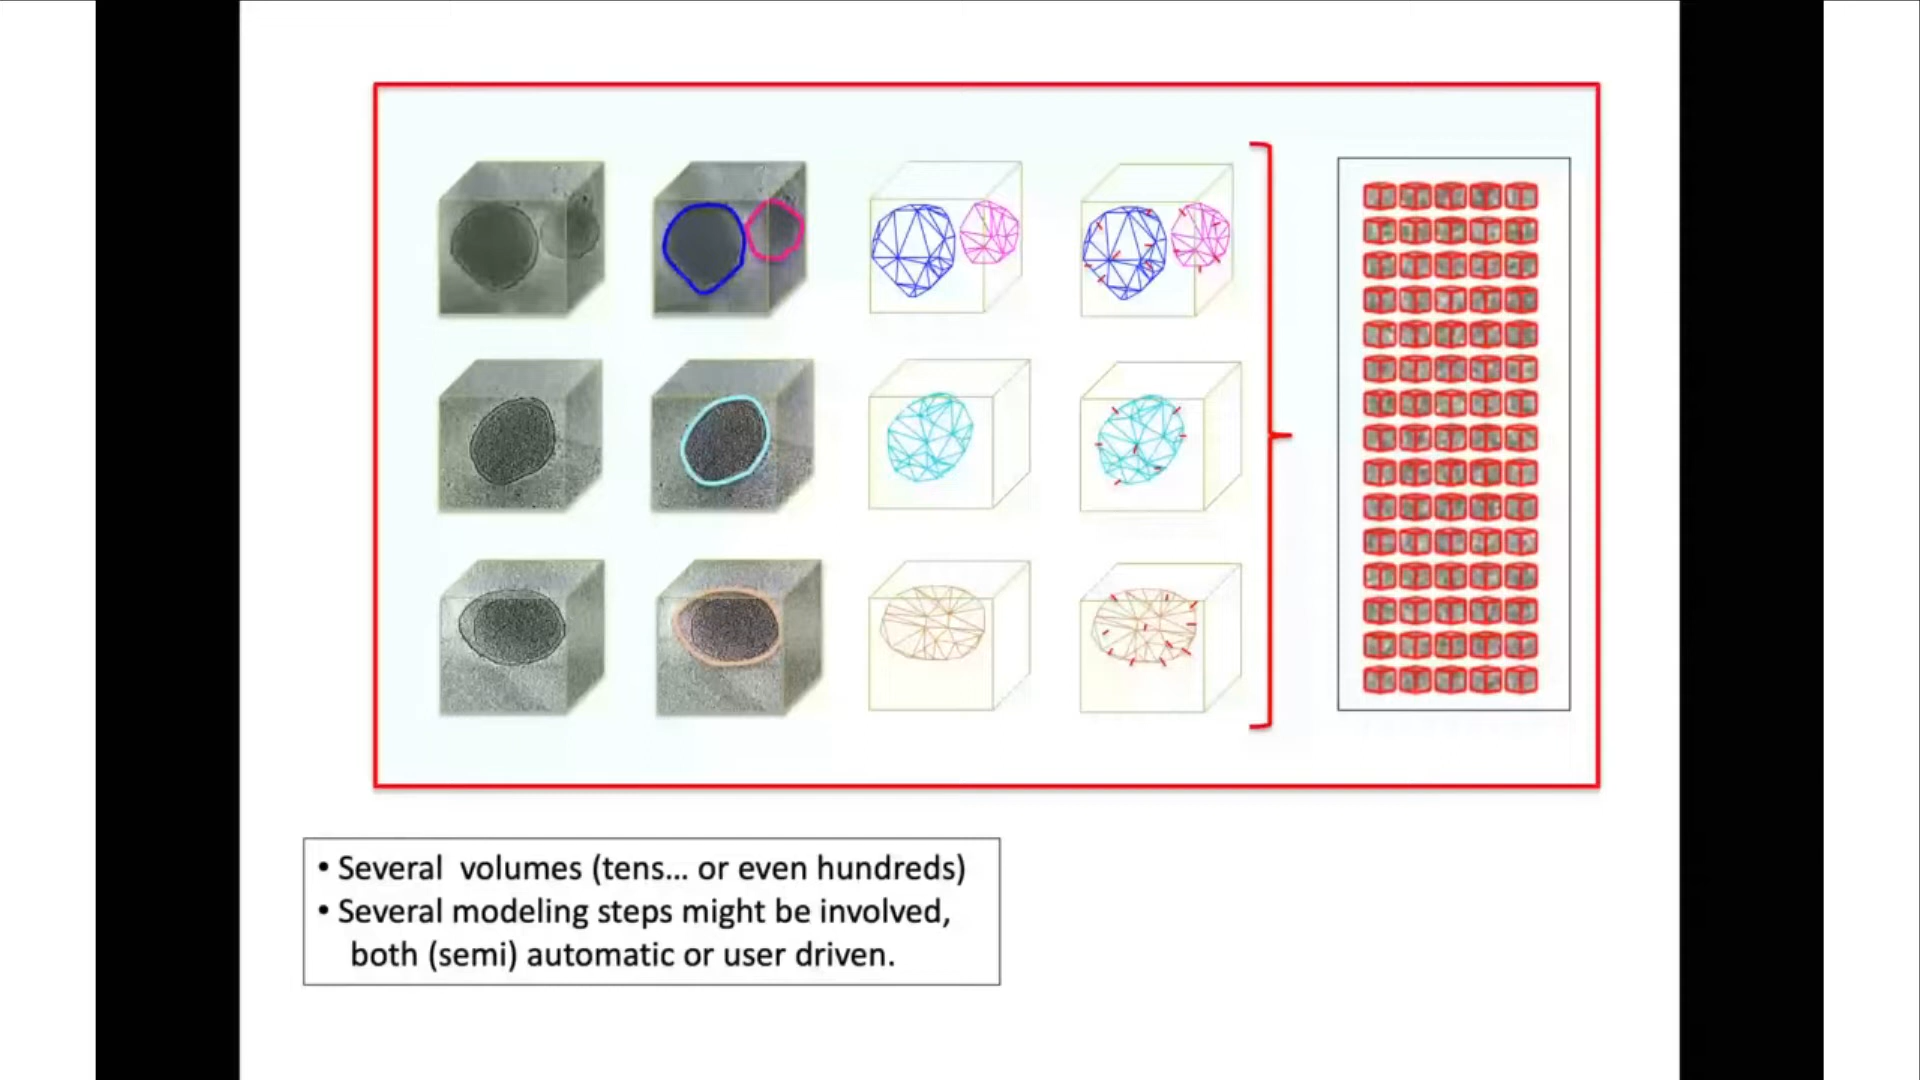 • Several volumes (tens... or even hundreds)
• Several modeling steps might be involved,
both (semi) automatic or user driven.